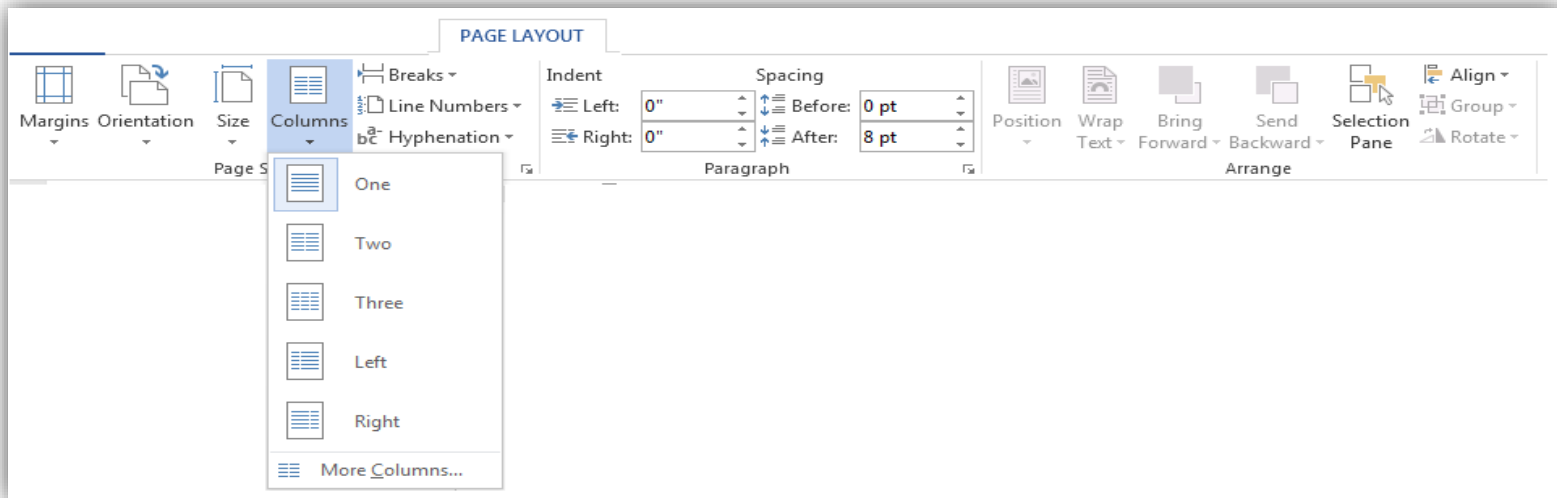 PAGE LAYOUT
Margins Orientation Size Columns
Breaks
Line Numbers
Hyphenation
Page S
Indent Spacing
Left: 0" Before: 0 pt
Right: 0" After: 8 pt
Paragraph
Position Wrap Text Bring Forward Send Backward Selection Pane
Align
Group
Rotate
Arrange
One
Two
Three
Left
Right
More Columns...